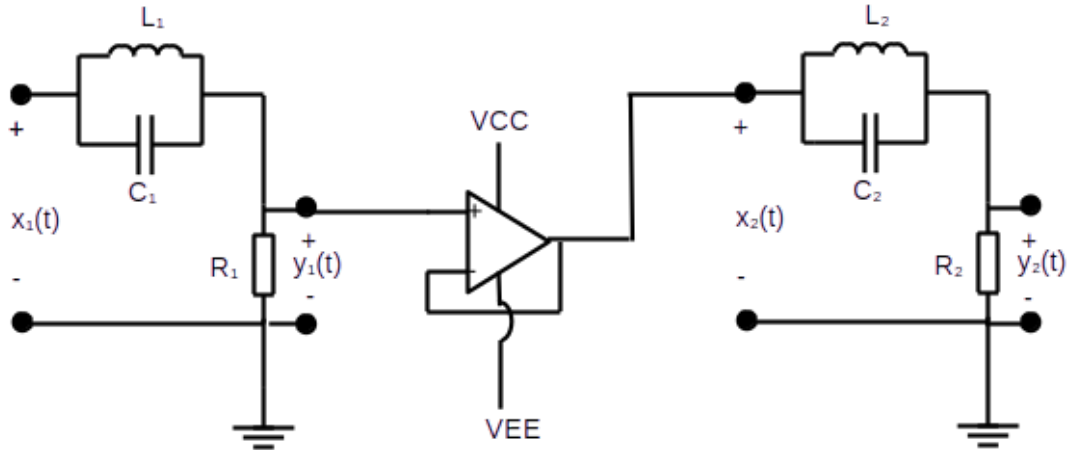 L₁
L₂
+
VCC
+
C₁
C₂
x₁(t)
+
x₂(t)
+
+
R₁
y₁(t)
-
R₂
y₂(t)
-
-
-
-
VEE